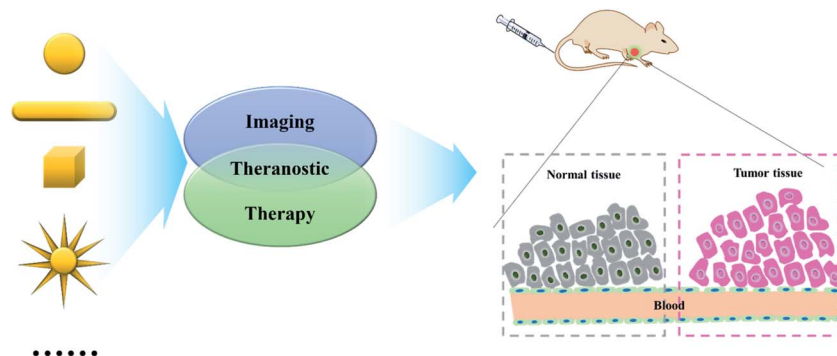 Imaging
Theranostic
Therapy
Normal tissue
Tumor tissue
Blood
......